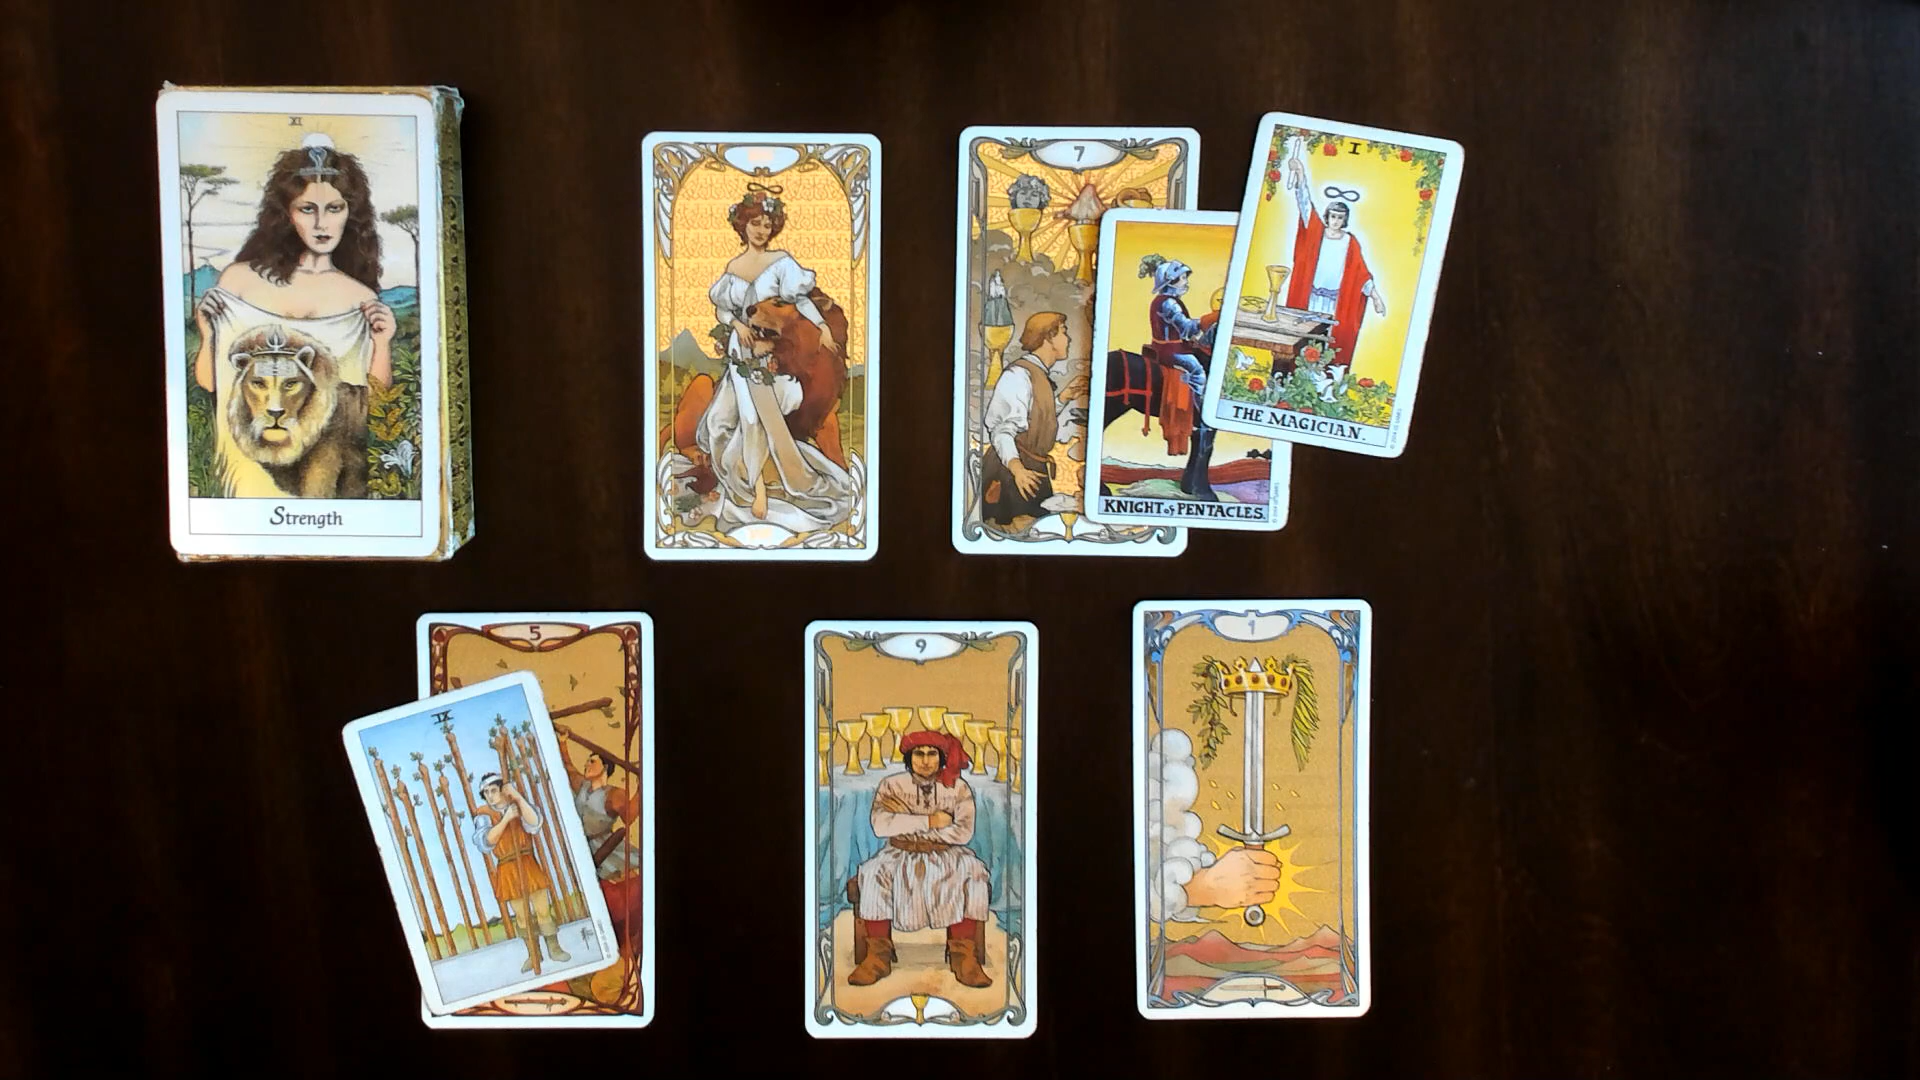 XI
Strength
7
I
THE MAGICIAN.
KNIGHT of PENTACLES.
5
IX
9
1